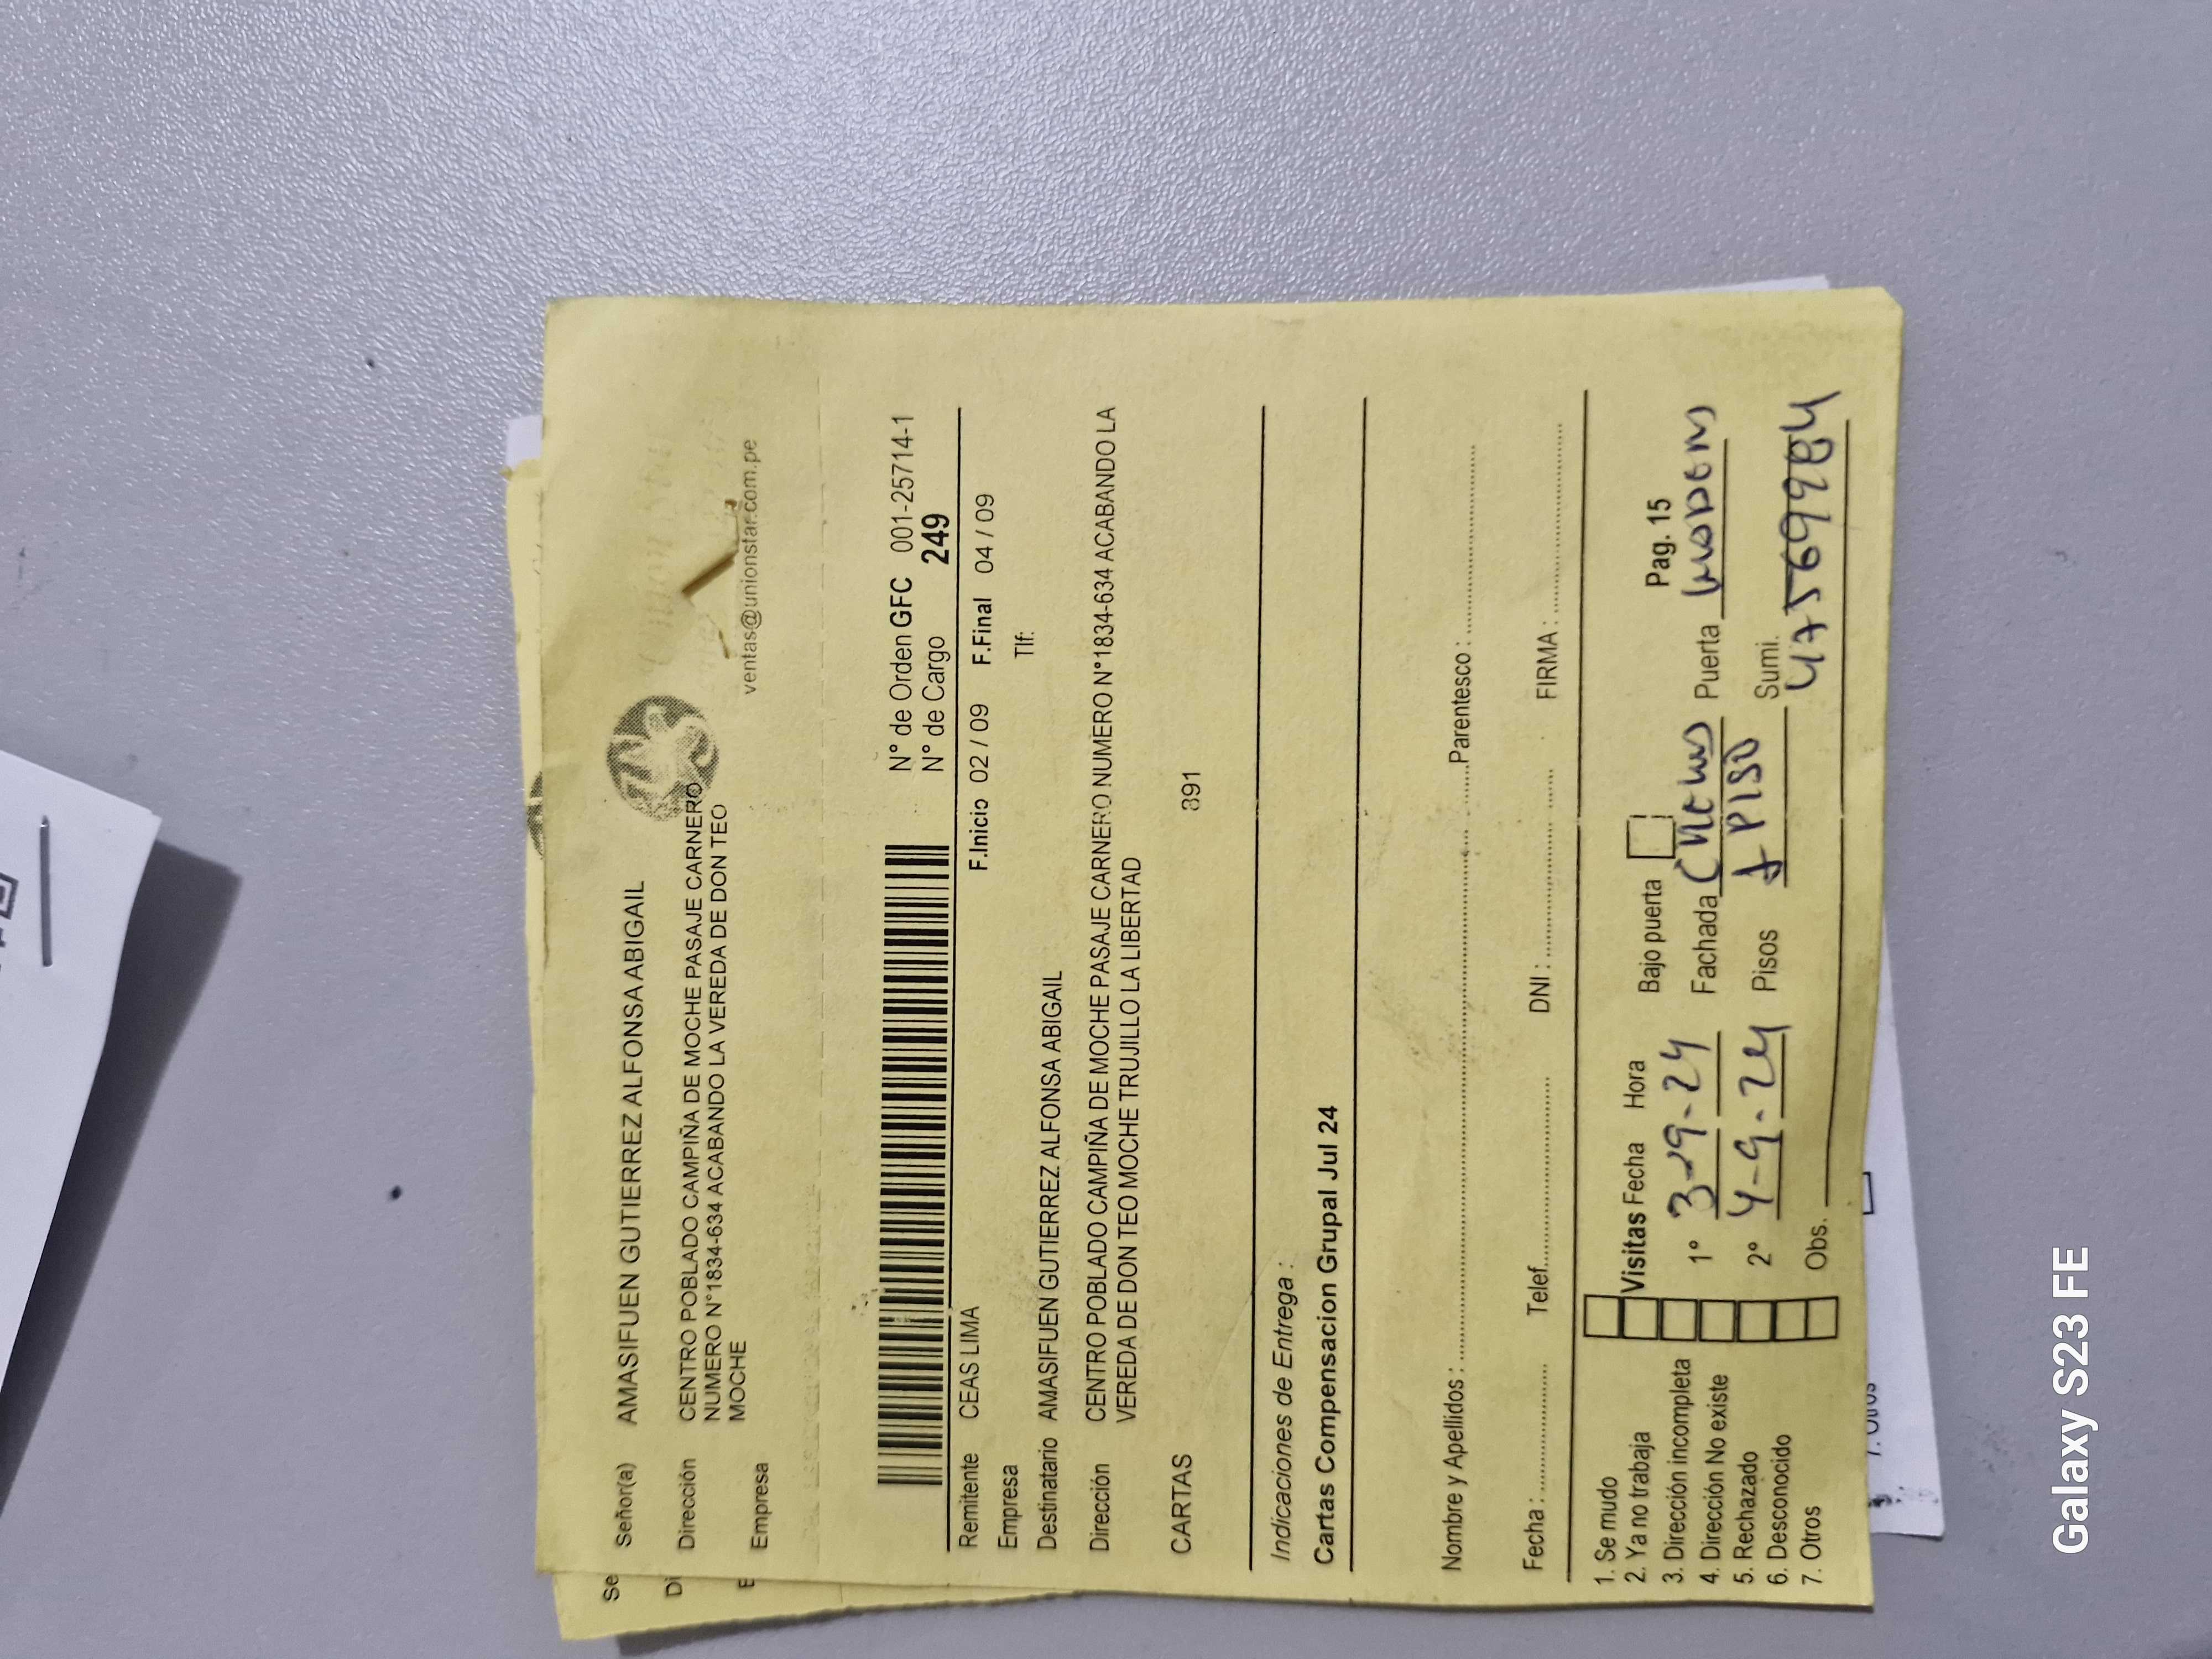 Señor(a) AMASIFUEN GUTIERREZ ALFONSA ABIGAIL
Dirección CENTRO POBLADO CAMPIÑA DE MOCHE PASAJE CARNERO
NUMERO N°1834-634 ACABANDO LA VEREDA DE DON TEO
MOCHE
Empresa
ventas@unionstar.com.pe
N° de Orden GFC 001-25714-1
N° de Cargo 249
Remitente CEAS LIMA F.Inicio 02 / 09 F.Final 04 / 09
Empresa Tlf:
Destinatario AMASIFUEN GUTIERREZ ALFONSA ABIGAIL
Dirección CENTRO POBLADO CAMPIÑA DE MOCHE PASAJE CARNERO NUMERO N°1834-634 ACABANDO LA
VEREDA DE DON TEO MOCHE TRUJILLO LA LIBERTAD
CARTAS 891
Indicaciones de Entrega :
Cartas Compensacion Grupal Jul 24
Nombre y Apellidos : Parentesco :
Fecha : Telef. DNI : FIRMA :
1. Se mudo
2. Ya no trabaja
3. Dirección incompleta
4. Dirección No existe
5. Rechazado
6. Desconocido
7. Otros
Visitas Fecha Hora Bajo puerta Pag. 15
1° 3-9-24 Fachada Puerta
2° 4-9-24 Pisos 1 PISO Sumi.
47569984
Obs.
Se
Di
E
7. Otros
Galaxy S23 FE